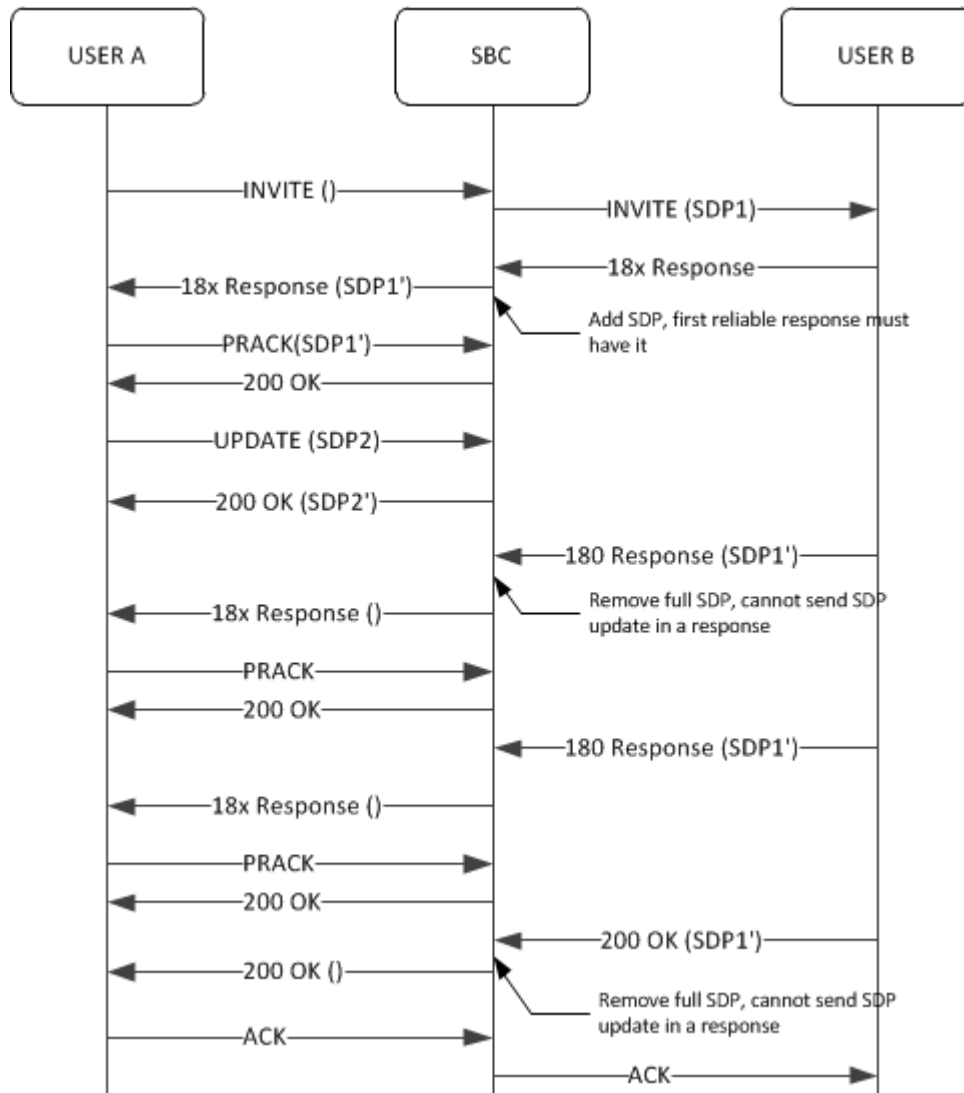 USER A
SBC
USER B
INVITE ()
INVITE (SDP1)
18x Response
18x Response (SDP1')
Add SDP, first reliable response must
have it
PRACK(SDP1')
200 OK
UPDATE (SDP2)
200 OK (SDP2')
180 Response (SDP1')
Remove full SDP, cannot send SDP
update in a response
18x Response ()
PRACK
200 OK
180 Response (SDP1')
18x Response ()
PRACK
200 OK
200 OK (SDP1')
200 OK ()
Remove full SDP, cannot send SDP
update in a response
ACK
ACK